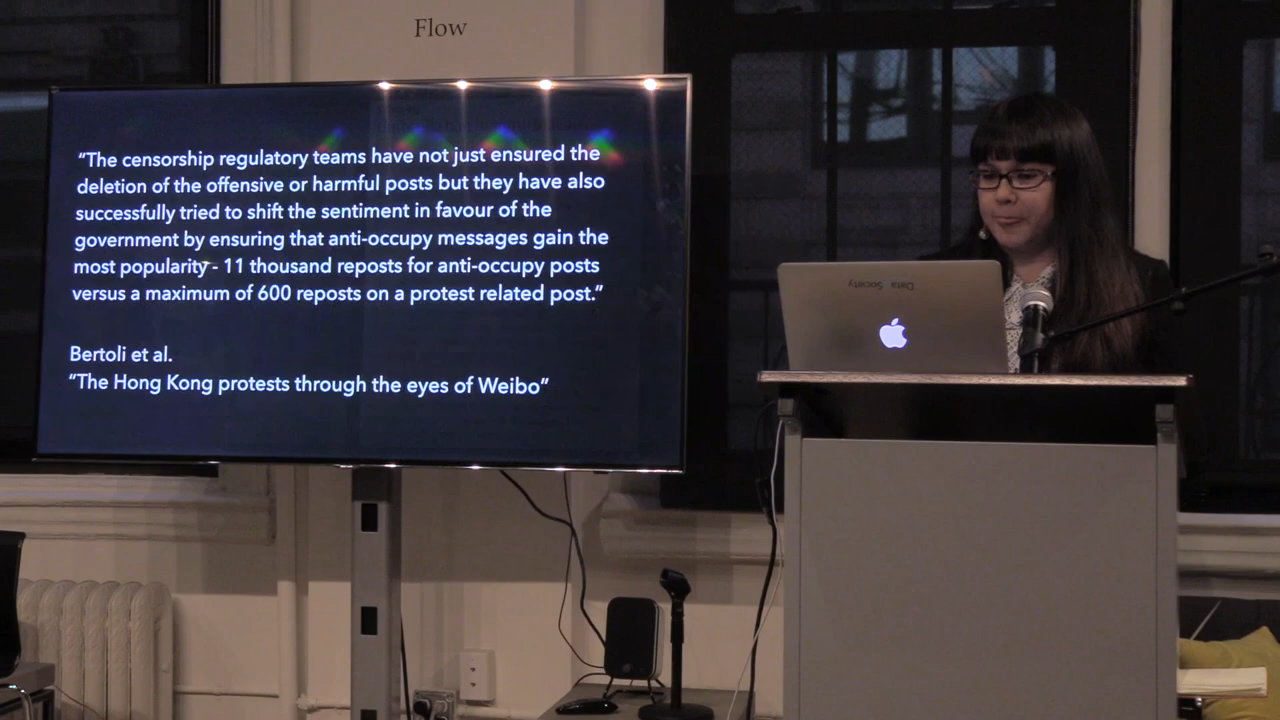 Flow
“The censorship regulatory teams have not just ensured the
deletion of the offensive or harmful posts but they have also
successfully tried to shift the sentiment in favour of the
government by ensuring that anti-occupy messages gain the
most popularity - 11 thousand reposts for anti-occupy posts
versus a maximum of 600 reposts on a protest related post.”
Bertoli et al.
“The Hong Kong protests through the eyes of Weibo”
Data Society